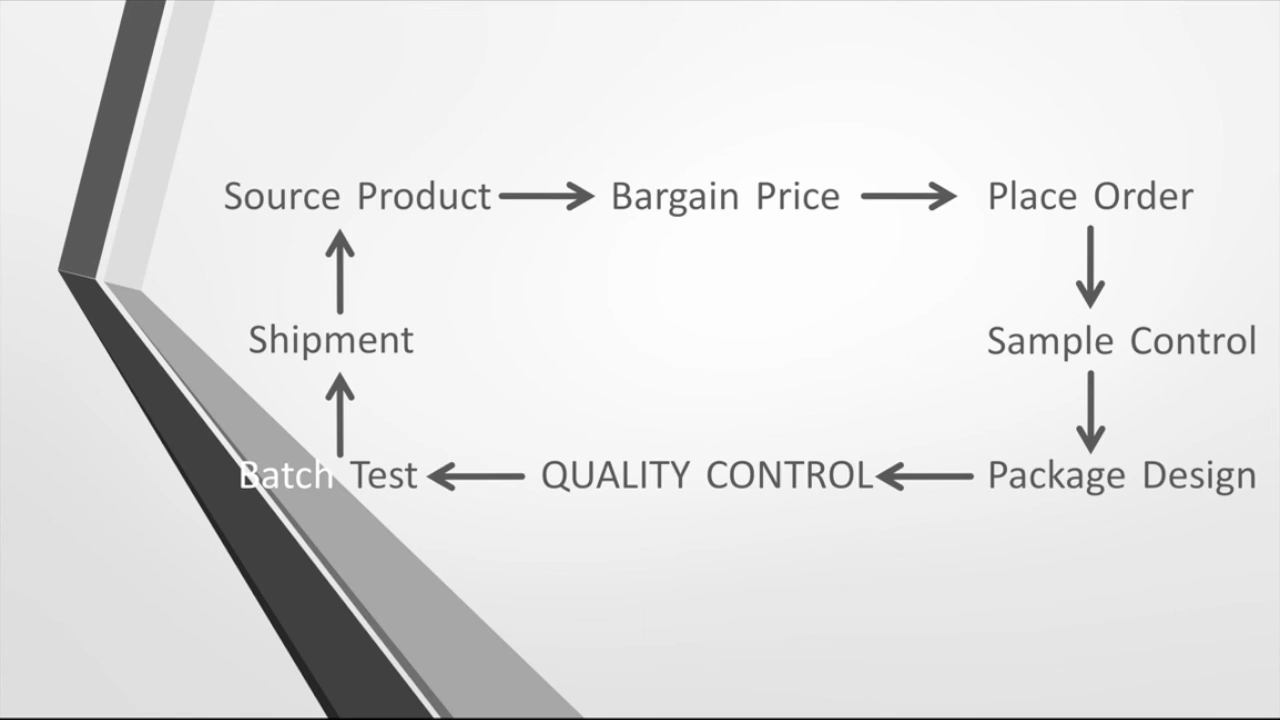 Source Product
Bargain Price
Place Order
Shipment
Sample Control
Batch Test
QUALITY CONTROL
Package Design